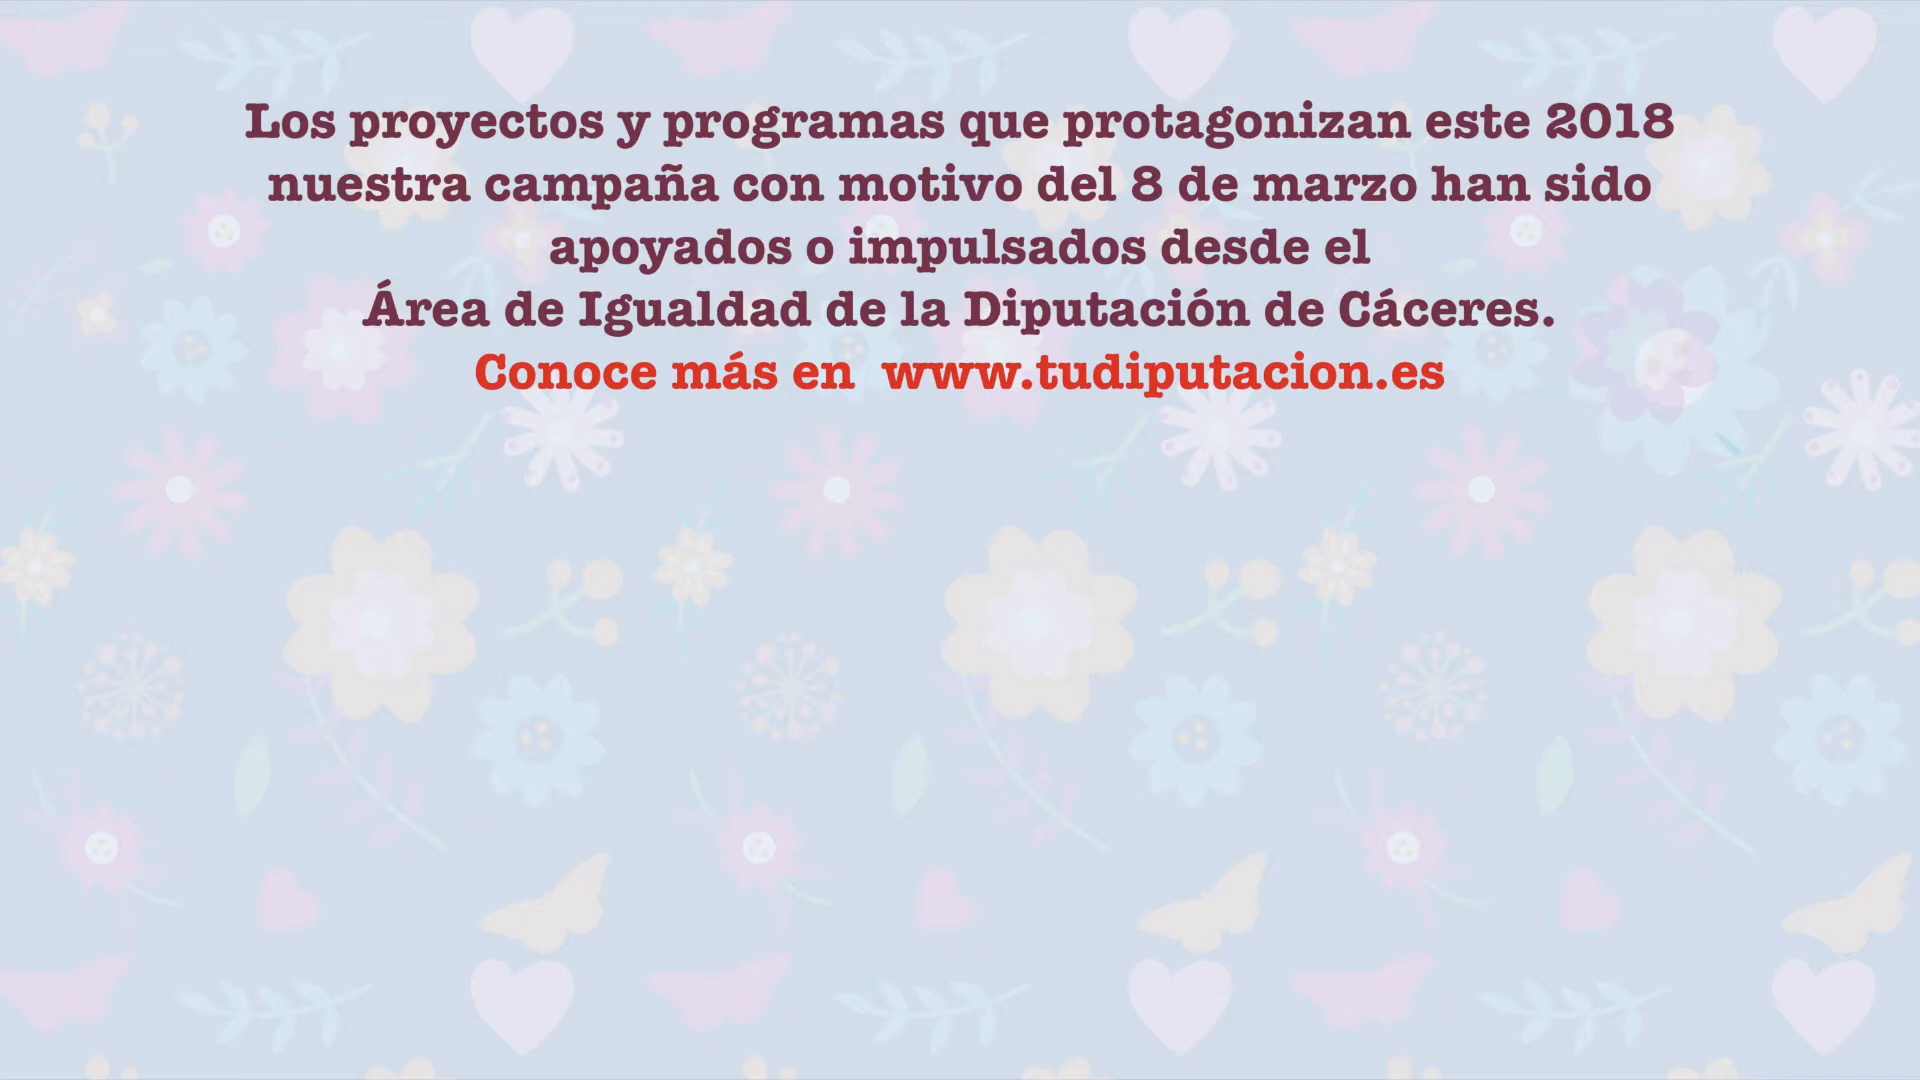 Los proyectos y programas que protagonizan este 2018
nuestra campaña con motivo del 8 de marzo han sido
apoyados o impulsados desde el
Área de Igualdad de la Diputación de Cáceres.
Conoce más en  www.tudiputacion.es